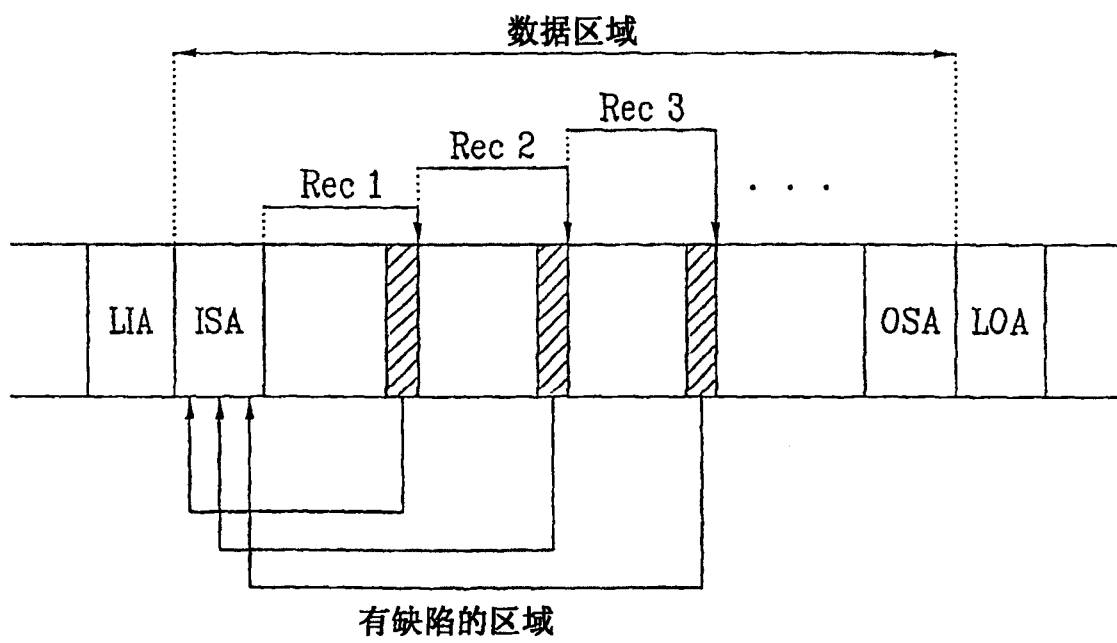 数据区域
Rec 3
Rec 2
Rec 1
. . .
LIA
ISA
OSA
LOA
有缺陷的区域